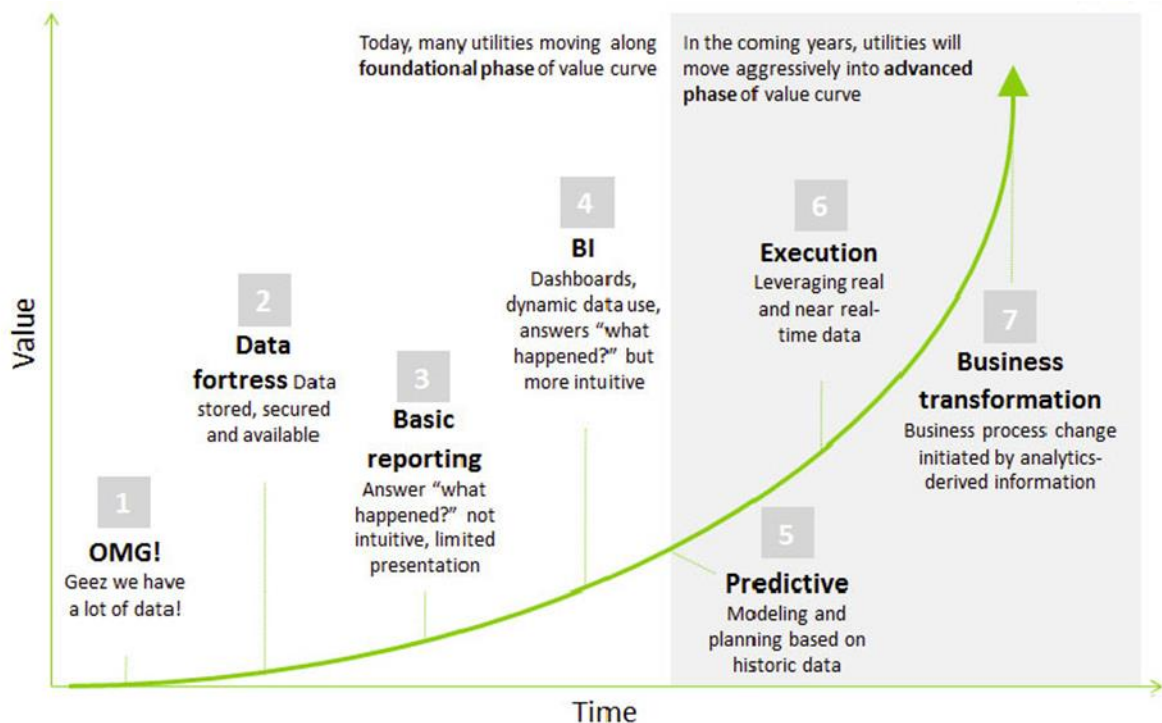 Today, many utilities moving along
foundational phase of value curve
In the coming years, utilities will
move aggressively into advanced
phase of value curve
Value
1
OMG!
Geez we have
a lot of data!
2
Data
fortress Data
stored, secured
and available
3
Basic
reporting
Answer “what
happened?” not
intuitive, limited
presentation
4
BI
Dashboards,
dynamic data use,
answers “what
happened?” but
more intuitive
5
Predictive
Modeling and
planning based on
historic data
6
Execution
Leveraging real
and near real-
time data
7
Business
transformation
Business process change
initiated by analytics-
derived information
Time